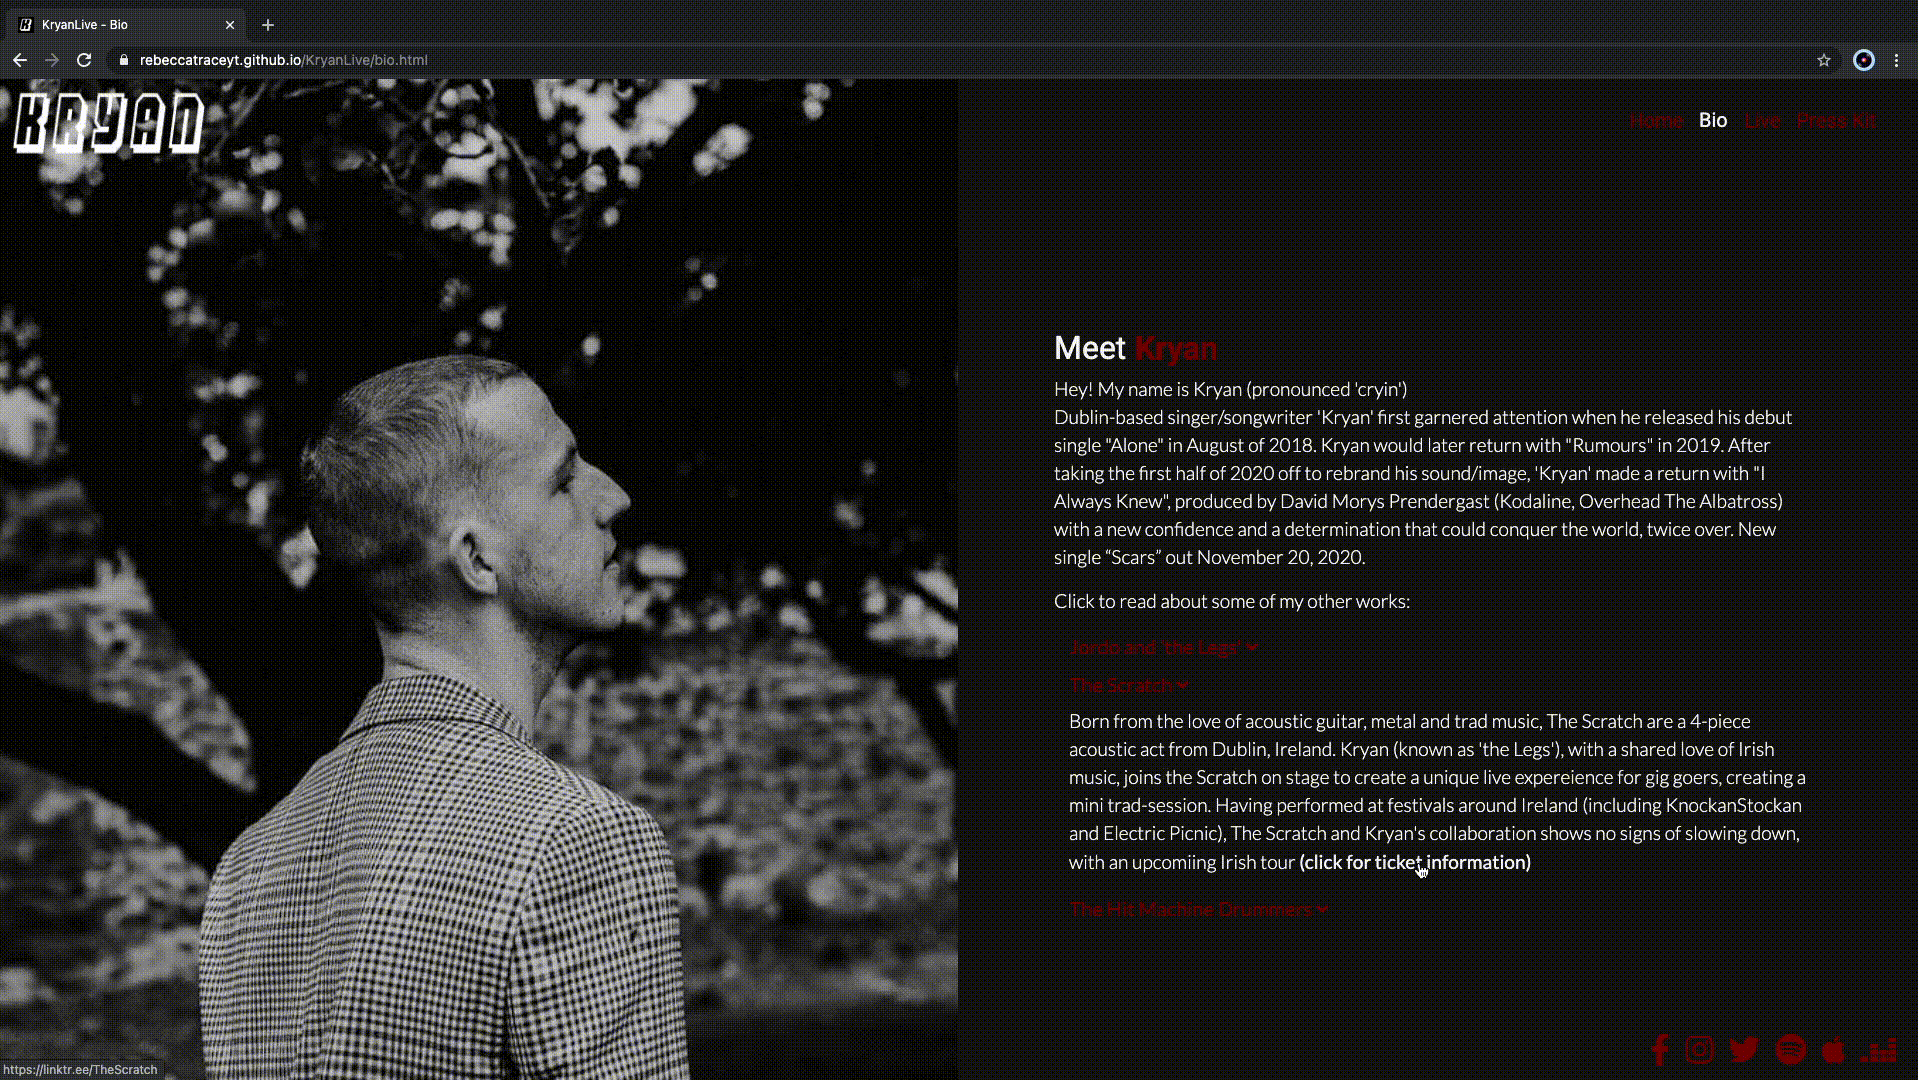 KryanLive - Bio
rebeccatraceyt.github.io/KryanLive/bio.html
KRYAN
Home Bio Live Press Kit
Meet Kryan
Hey! My name is Kryan (pronounced 'cryin')
Dublin-based singer/songwriter 'Kryan' first garnered attention when he released his debut
single "Alone" in August of 2018. Kryan would later return with "Rumours" in 2019. After
taking the first half of 2020 off to rebrand his sound/image, 'Kryan' made a return with "I
Always Knew", produced by David Morys Prendergast (Kodaline, Overhead The Albatross)
with a new confidence and a determination that could conquer the world, twice over. New
single “Scars” out November 20, 2020.
Click to read about some of my other works:
Jordo and 'the Legs'
The Scratch
Born from the love of acoustic guitar, metal and trad music, The Scratch are a 4-piece
acoustic act from Dublin, Ireland. Kryan (known as 'the Legs'), with a shared love of Irish
music, joins the Scratch on stage to create a unique live expereience for gig goers, creating a
mini trad-session. Having performed at festivals around Ireland (including KnockanStockan
and Electric Picnic), The Scratch and Kryan's collaboration shows no signs of slowing down,
with an upcomiing Irish tour (click for ticket information)
The Hit Machine Drummers
https://linktr.ee/TheScratch